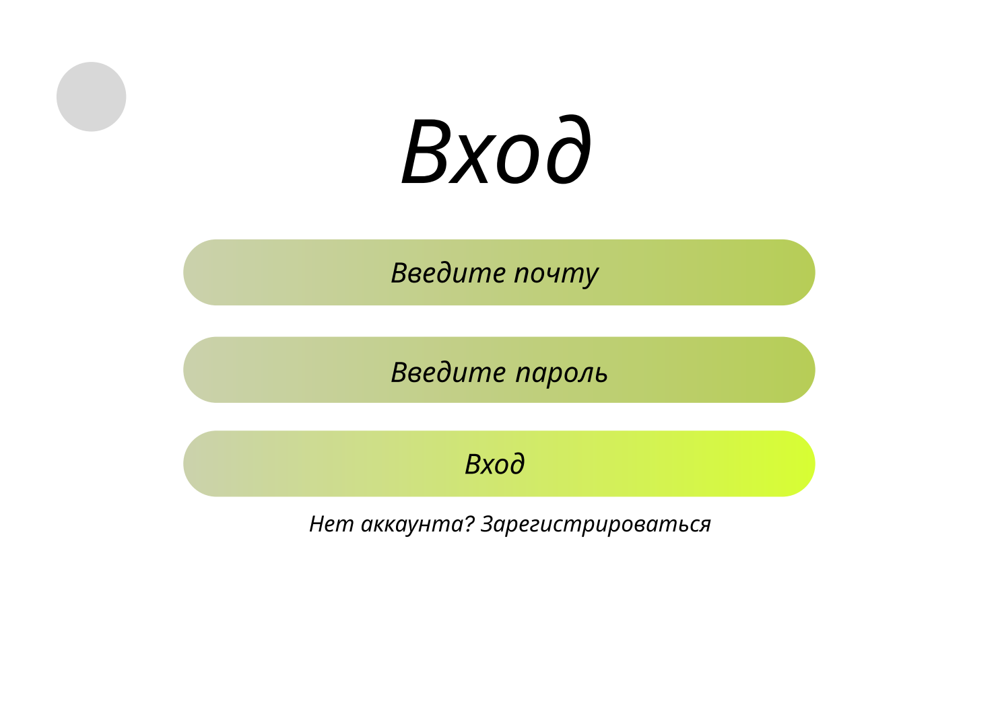 Вход
Введите почту
Введите пароль
Вход
Нет аккаунта? Зарегистрироваться